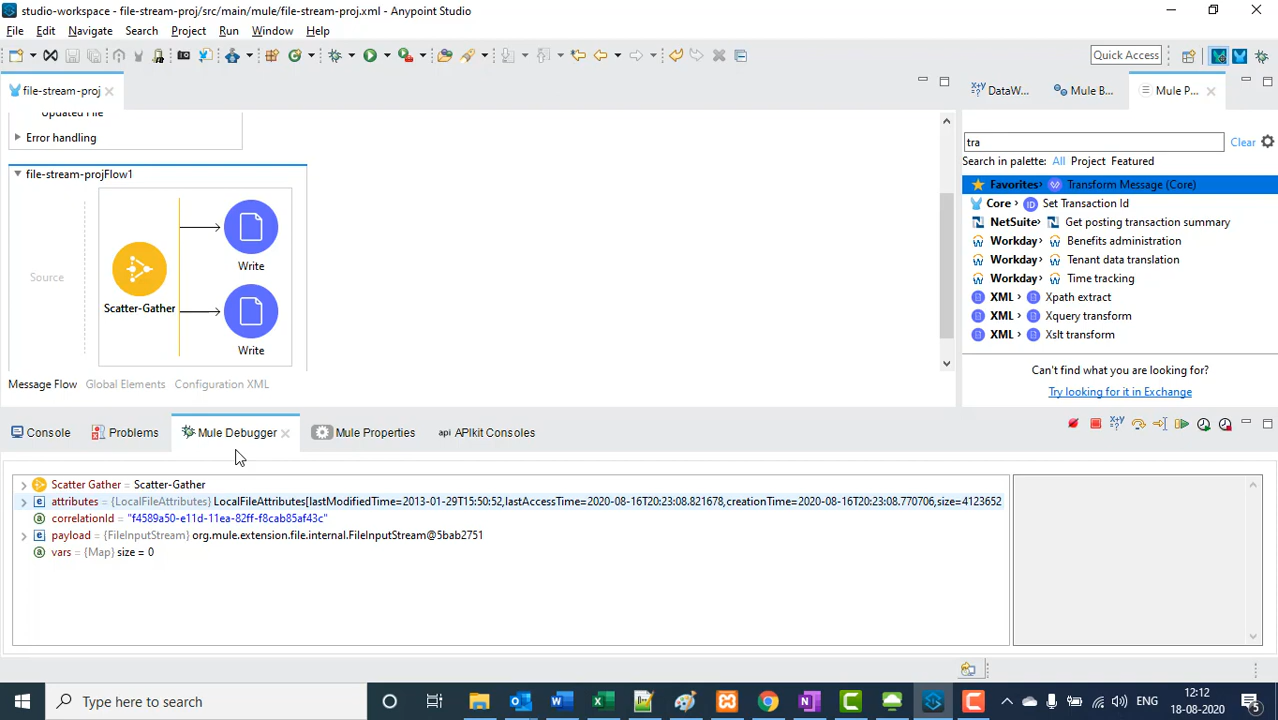 studio-workspace - file-stream-proj/src/main/mule/file-stream-proj.xml - Anypoint Studio
File Edit Navigate Search Project Run Window Help
Quick Access
file-stream-proj
DataW... Mule B... Mule P...
Updated File
Error handling
tra
Clear
Search in palette: All Project Featured
file-stream-projFlow1
Source
Scatter-Gather
Write
Write
Favorites Transform Message (Core)
Core Set Transaction Id
NetSuite Get posting transaction summary
Workday Benefits administration
Workday Tenant data translation
Workday Time tracking
XML Xpath extract
XML Xquery transform
XML Xslt transform
Can't find what you are looking for?
Try looking for it in Exchange
Message Flow Global Elements Configuration XML
Console Problems Mule Debugger Mule Properties APIkit Consoles
Scatter Gather = Scatter-Gather
attributes = {LocalFileAttributes} LocalFileAttributes[lastModifiedTime=2013-01-29T15:50:52,lastAccessTime=2020-08-16T20:23:08.821678,creationTime=2020-08-16T20:23:08.770706,size=4123652
correlationId = "f4589a50-e11d-11ea-82ff-f8cab85af43c"
payload = {FileInputStream} org.mule.extension.file.internal.FileInputStream@5bab2751
vars = {Map} size = 0
Type here to search
ENG
12:12
18-08-2020
5